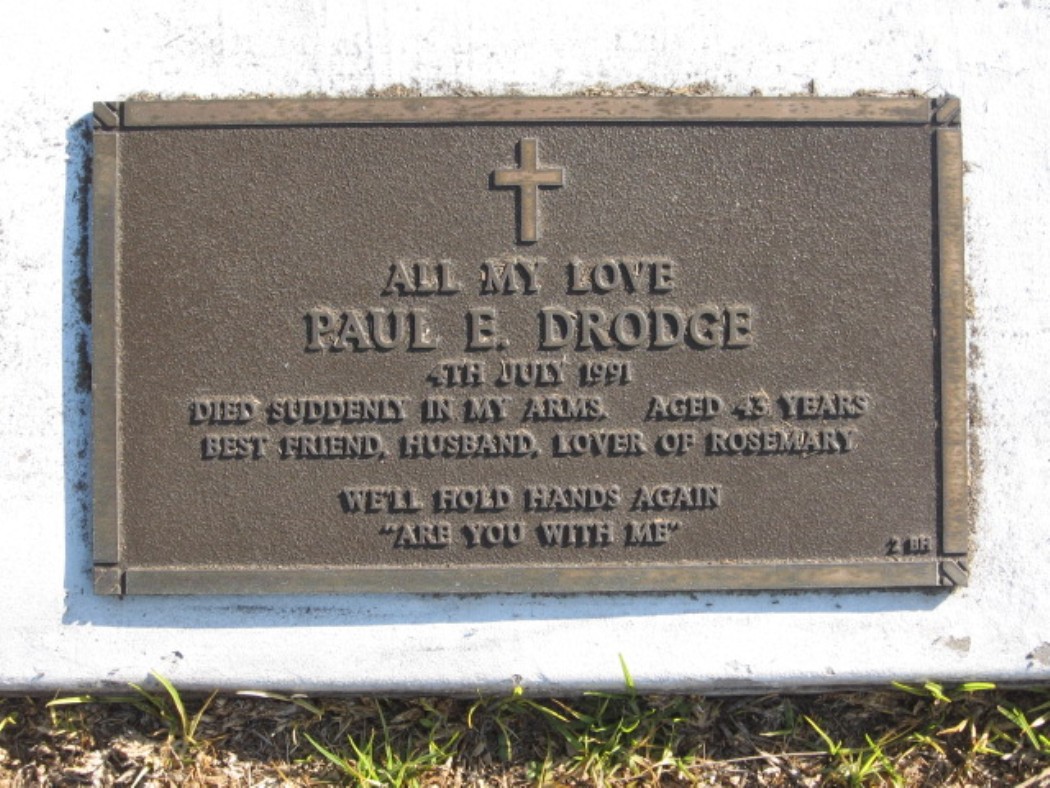 ALL MY LOVE
PAUL E. DRODGE
4TH JULY 1991
DIED SUDDENLY IN MY ARMS. AGED 43 YEARS
BEST FRIEND, HUSBAND, LOVER OF ROSEMARY
WE'LL HOLD HANDS AGAIN
"ARE YOU WITH ME"
2 BH